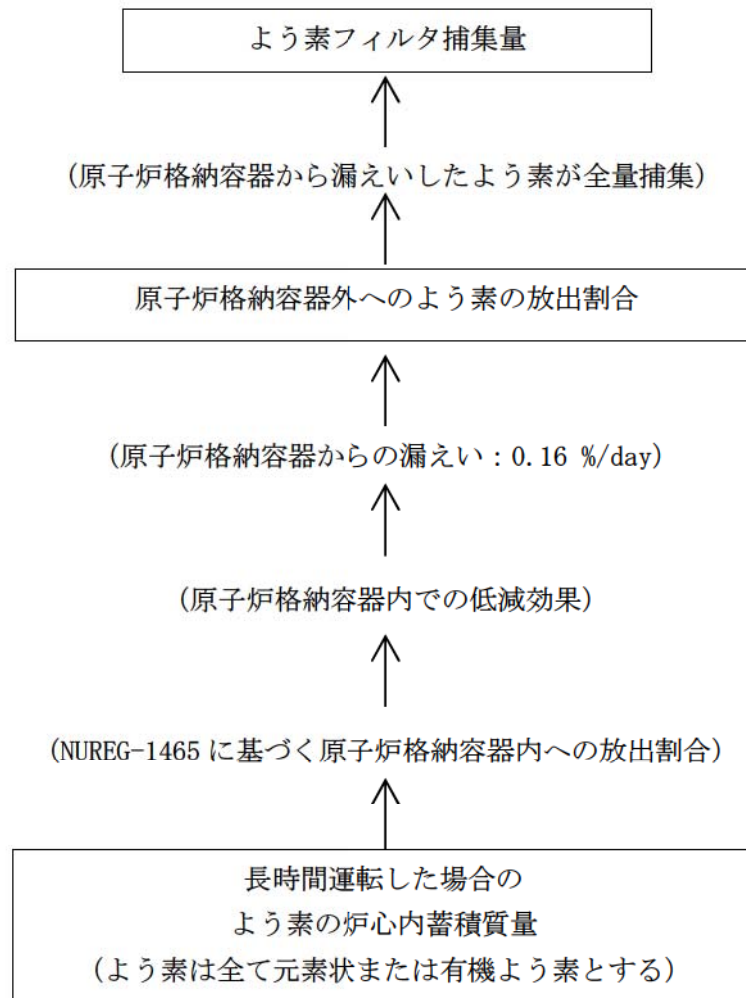 よう素フィルタ捕集量
(原子炉格納容器から漏えいしたよう素が全量捕集)
原子炉格納容器外へのよう素の放出割合
(原子炉格納容器からの漏えい：0.16 %/day)
(原子炉格納容器内での低減効果)
(NUREG-1465 に基づく原子炉格納容器内への放出割合)
長時間運転した場合の
よう素の炉心内蓄積質量
(よう素は全て元素状または有機よう素とする)